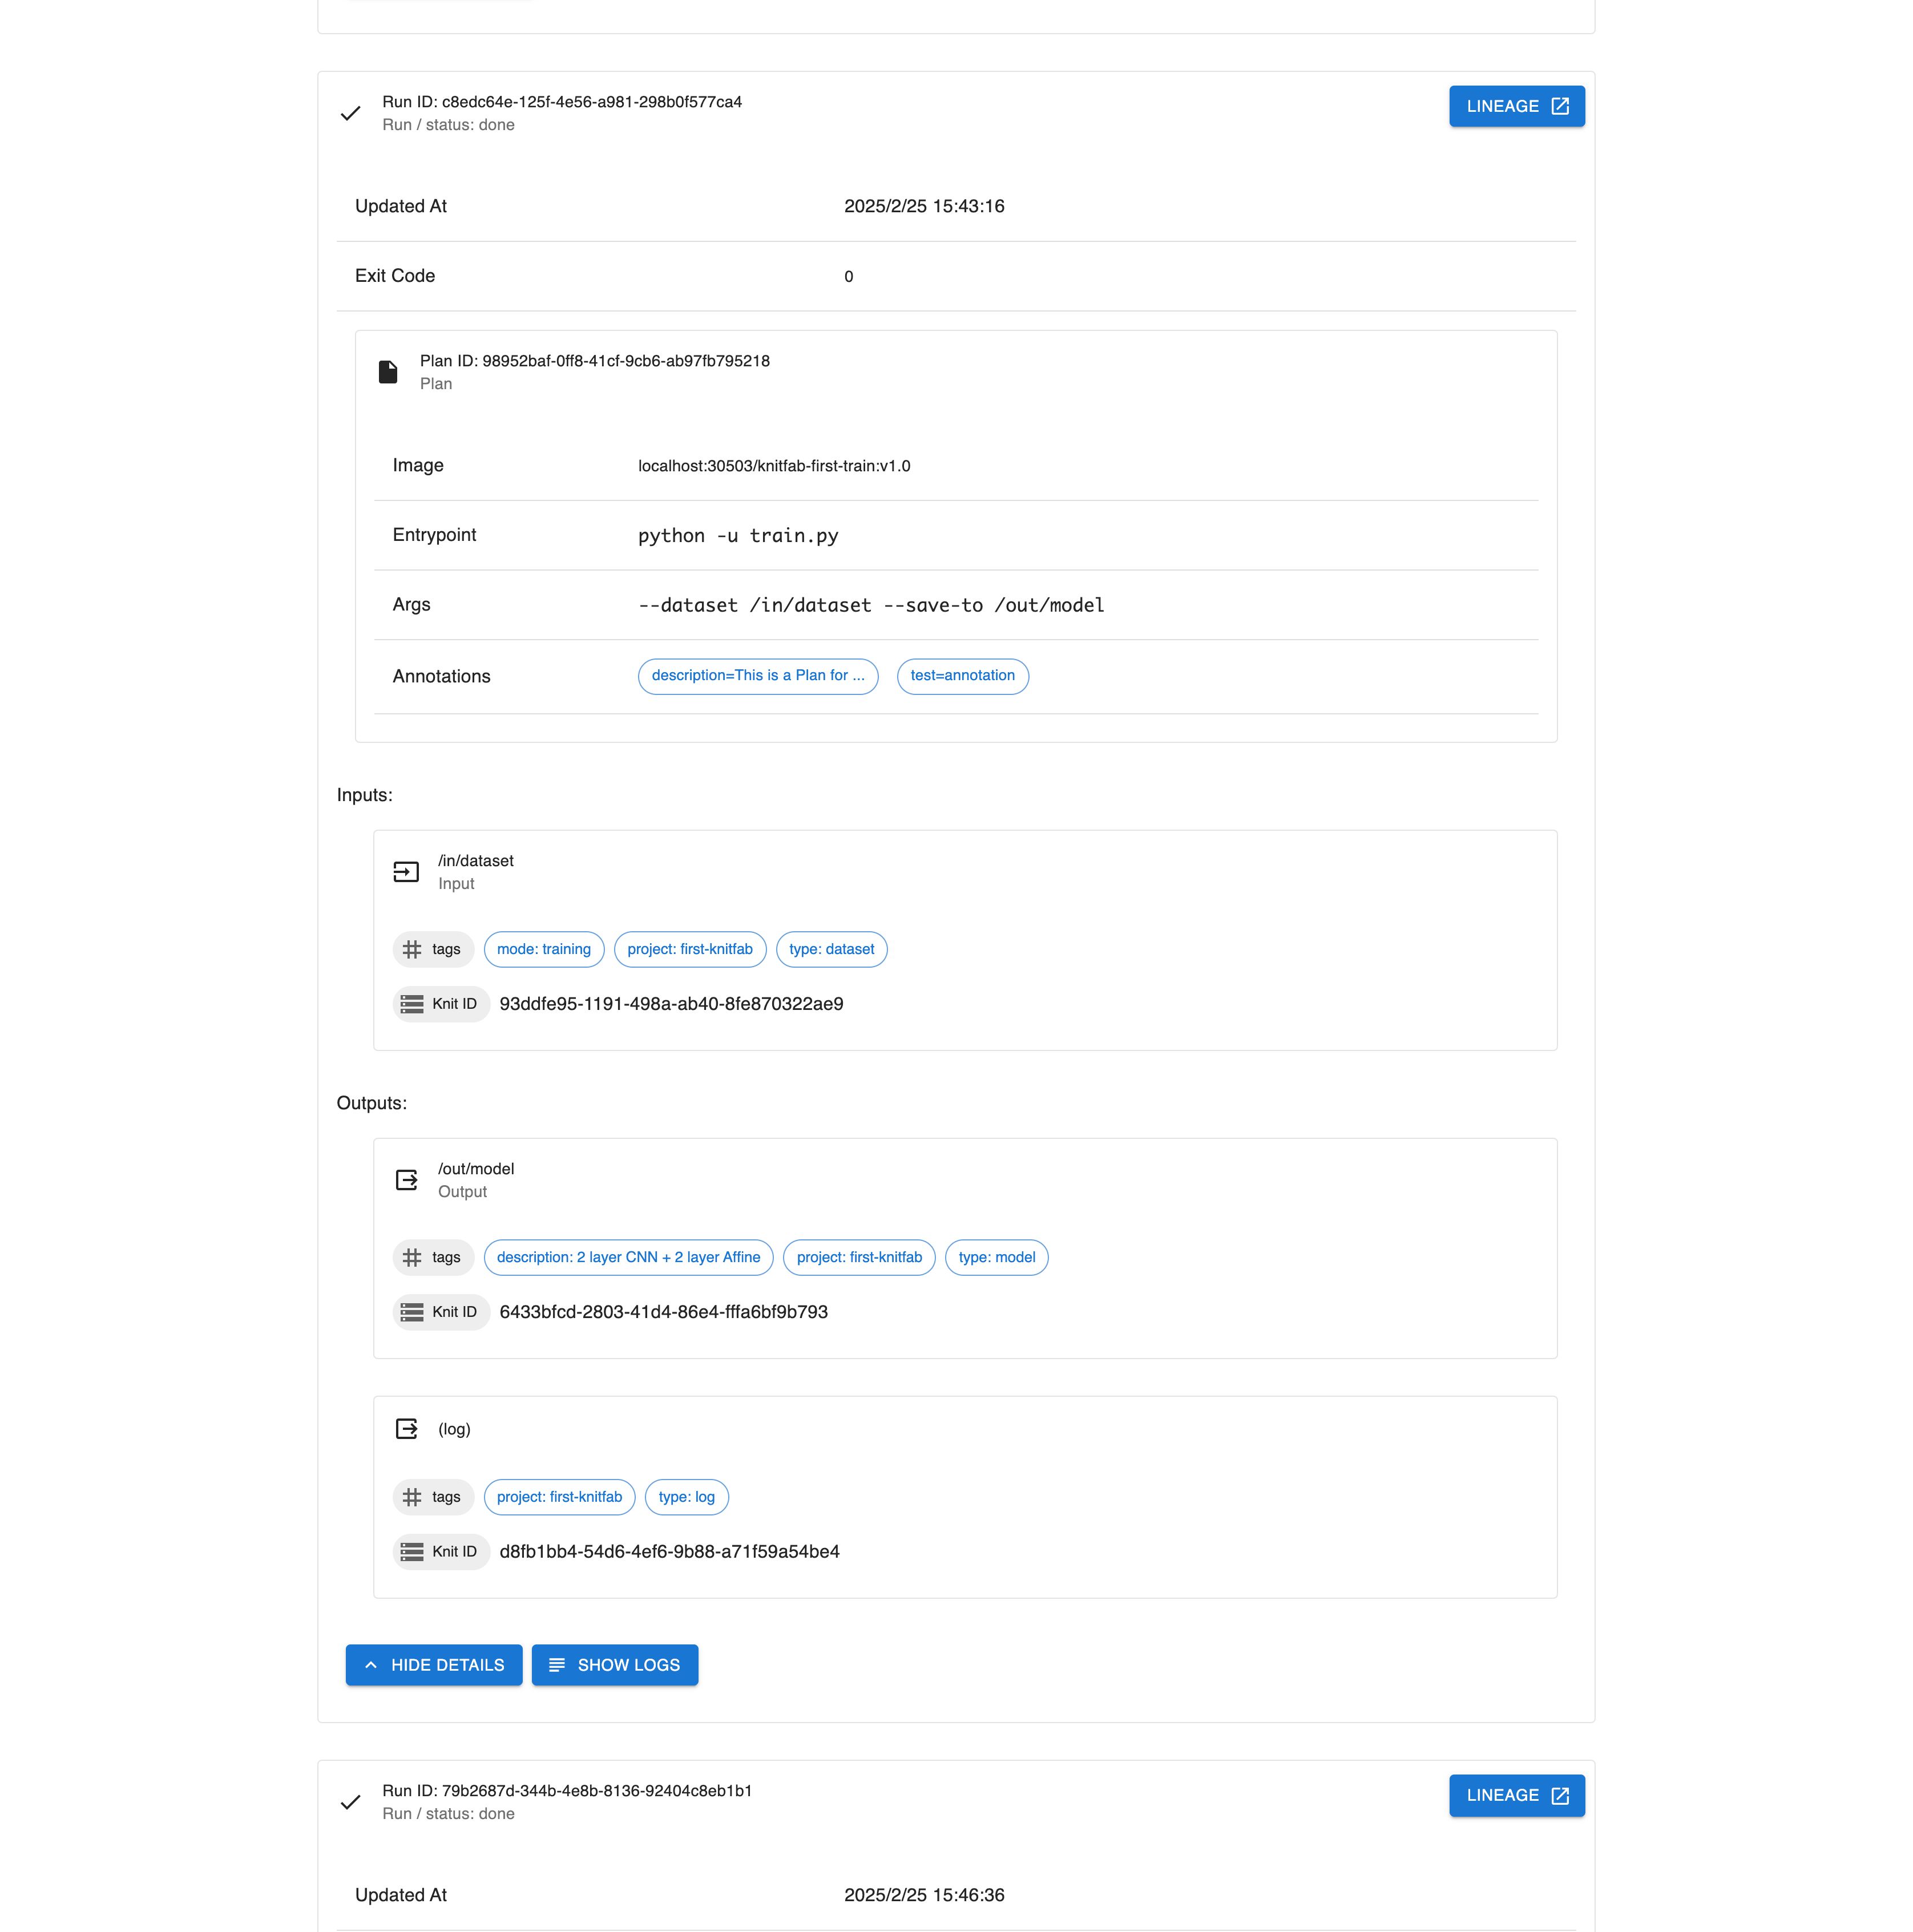 Run ID: c8edc64e-125f-4e56-a981-298b0f577ca4
Run / status: done
LINEAGE
Updated At 2025/2/25 15:43:16
Exit Code 0
Plan ID: 98952baf-0ff8-41cf-9cb6-ab97fb795218
Plan
Image localhost:30503/knitfab-first-train:v1.0
Entrypoint python -u train.py
Args --dataset /in/dataset --save-to /out/model
Annotations description=This is a Plan for ... test=annotation
Inputs:
/in/dataset
Input
tags mode: training project: first-knitfab type: dataset
Knit ID 93ddfe95-1191-498a-ab40-8fe870322ae9
Outputs:
/out/model
Output
tags description: 2 layer CNN + 2 layer Affine project: first-knitfab type: model
Knit ID 6433bfcd-2803-41d4-86e4-fffa6bf9b793
(log)
tags project: first-knitfab type: log
Knit ID d8fb1bb4-54d6-4ef6-9b88-a71f59a54be4
HIDE DETAILS SHOW LOGS
Run ID: 79b2687d-344b-4e8b-8136-92404c8eb1b1
Run / status: done
LINEAGE
Updated At 2025/2/25 15:46:36